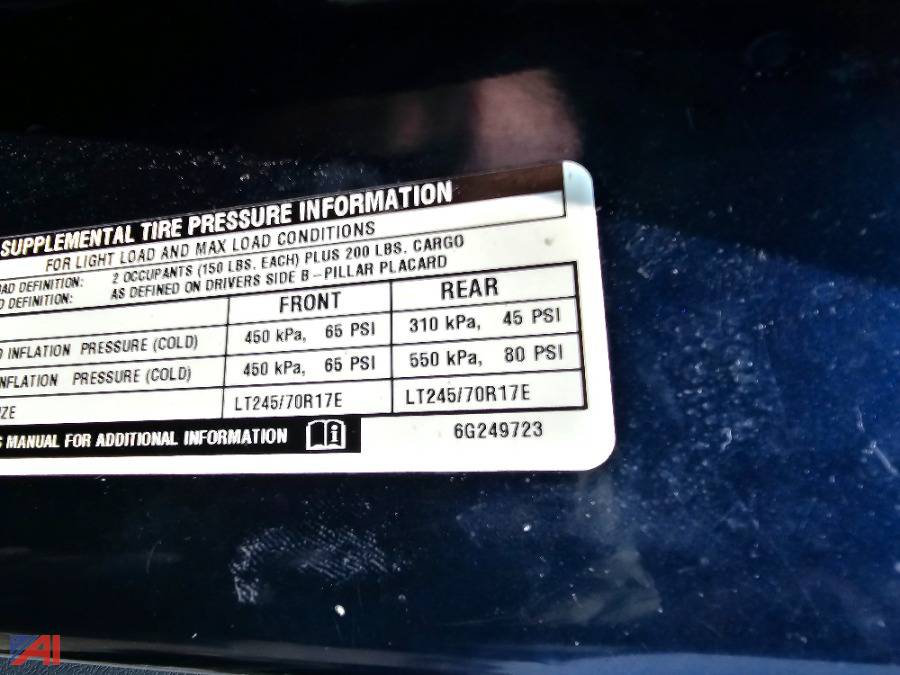 SUPPLEMENTAL TIRE PRESSURE INFORMATION
FOR LIGHT LOAD AND MAX LOAD CONDITIONS
DEFINITION: 2 OCCUPANTS (150 LBS. EACH) PLUS 200 LBS. CARGO
DEFINITION: AS DEFINED ON DRIVERS SIDE B-PILLAR PLACARD
FRONT REAR
INFLATION PRESSURE (COLD) 450 kPa, 65 PSI 310 kPa, 45 PSI
NFLATION PRESSURE (COLD) 450 kPa, 65 PSI 550 kPa, 80 PSI
ZE LT245/70R17E LT245/70R17E
MANUAL FOR ADDITIONAL INFORMATION 6G249723
AI